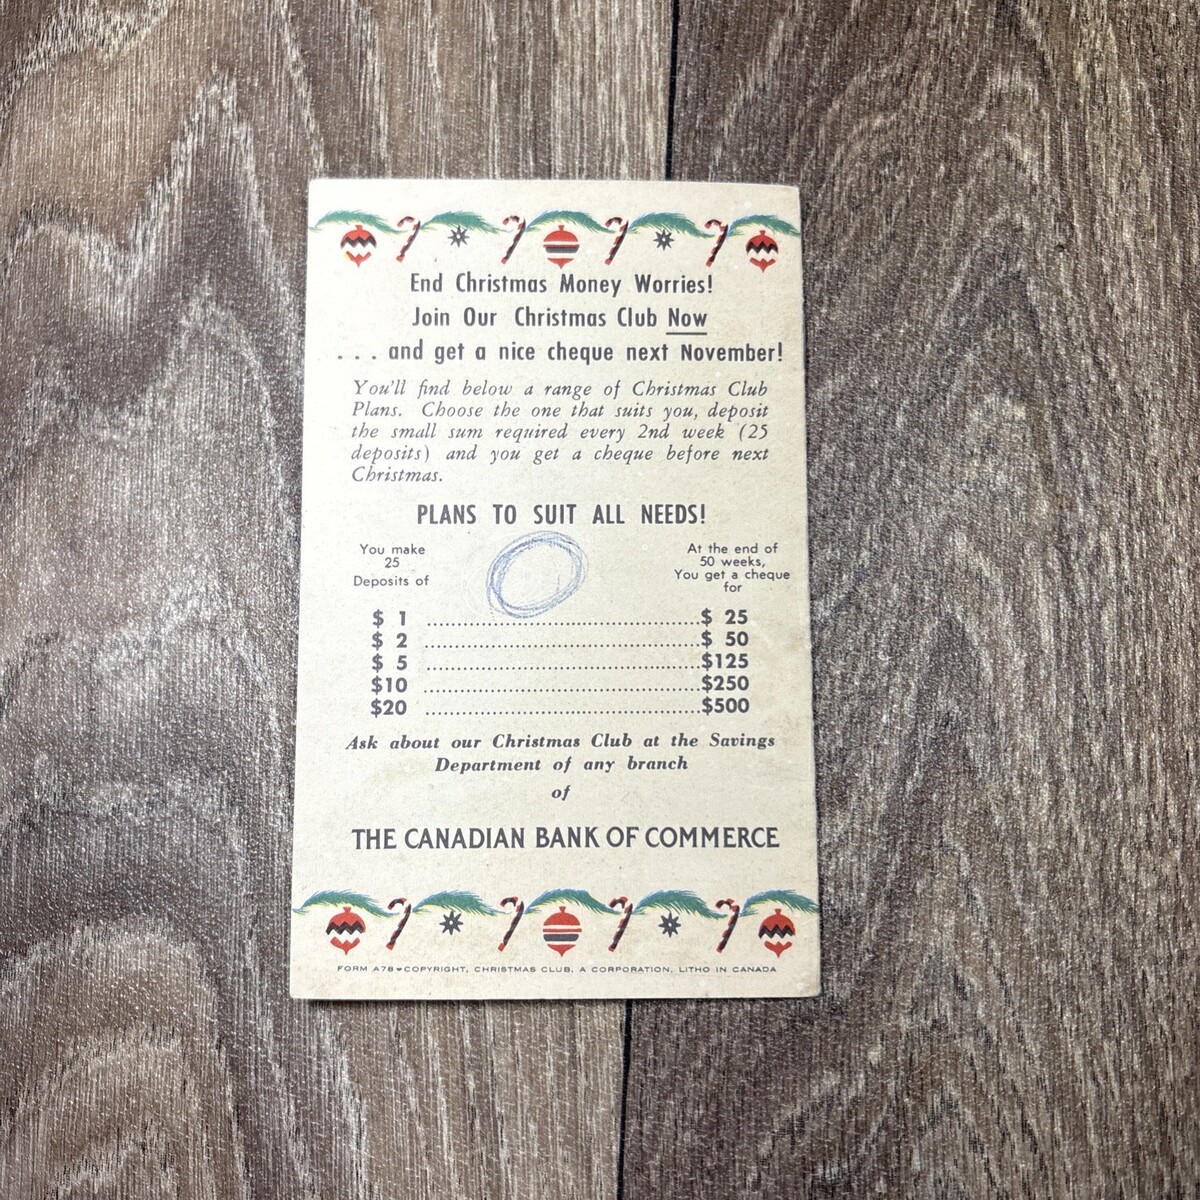 End Christmas Money Worries!
Join Our Christmas Club Now
. . . and get a nice cheque next November!
You'll find below a range of Christmas Club
Plans. Choose the one that suits you, deposit
the small sum required every 2nd week (25
deposits) and you get a cheque before next
Christmas.
PLANS TO SUIT ALL NEEDS!
You make
25
Deposits of
At the end of
50 weeks,
You get a cheque
for
$ 1 ........................................................ $ 25
$ 2 ........................................................ $ 50
$ 5 ........................................................ $125
$10 ........................................................ $250
$20 ........................................................ $500
Ask about our Christmas Club at the Savings
Department of any branch
of
THE CANADIAN BANK OF COMMERCE
FORM A78 COPYRIGHT, CHRISTMAS CLUB, A CORPORATION, LITHO IN CANADA